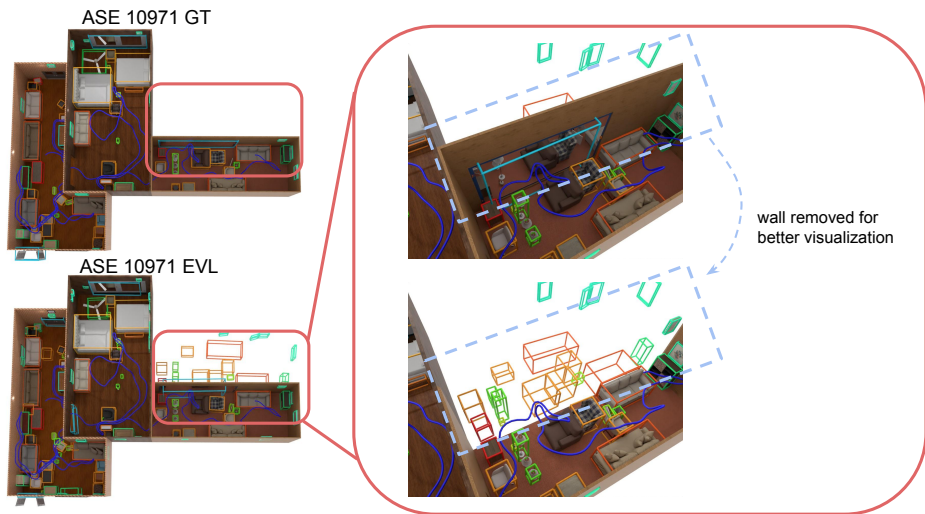 ASE 10971 GT
ASE 10971 EVL
wall removed for
better visualization